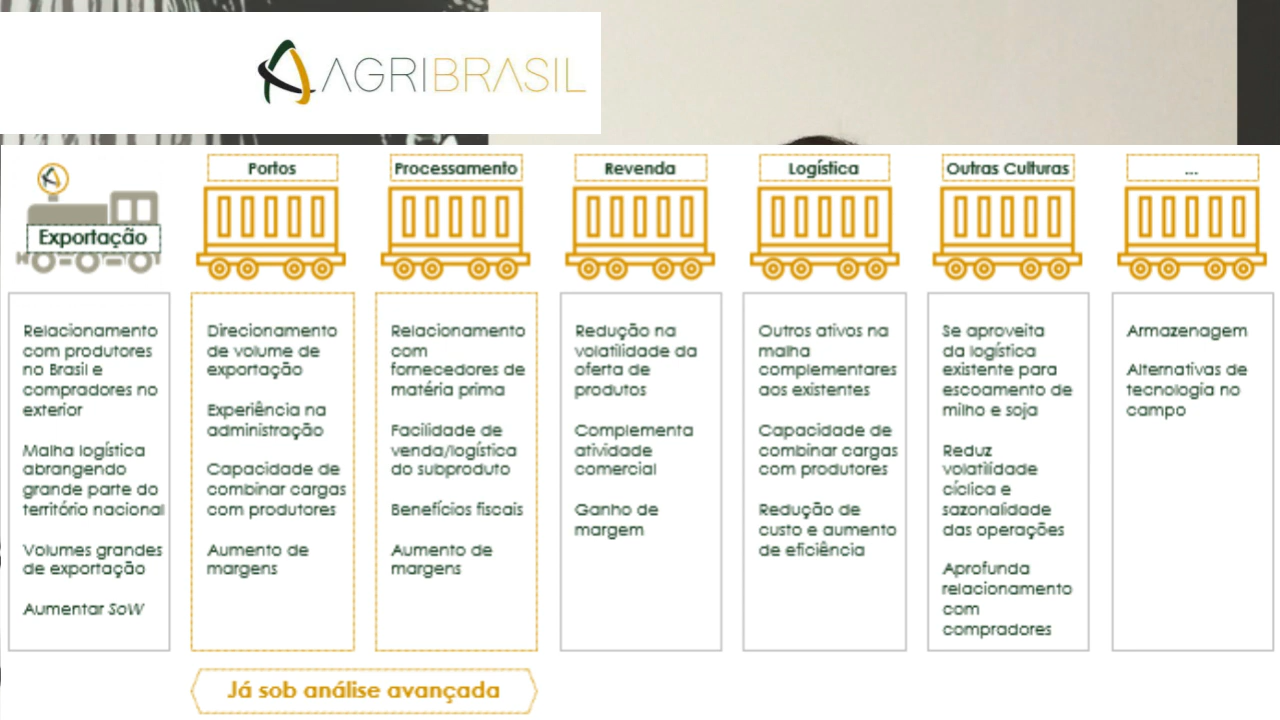 AGRIBRASIL
Exportação
Relacionamento
com produtores
no Brasil e
compradores no
exterior
Malha logística
abrangendo
grande parte do
território nacional
Volumes grandes
de exportação
Aumentar SoW
Portos
Direcionamento
de volume de
exportação
Experiência na
administração
Capacidade de
combinar cargas
com produtores
Aumento de
margens
Processamento
Relacionamento
com
fornecedores de
matéria prima
Facilidade de
venda/logística
do subproduto
Benefícios fiscais
Aumento de
margens
Revenda
Redução na
volatilidade da
oferta de
produtos
Complementa
atividade
comercial
Ganho de
margem
Logística
Outros ativos na
malha
complementares
aos existentes
Capacidade de
combinar cargas
com produtores
Redução de
custo e aumento
de eficiência
Outras Culturas
Se aproveita
da logística
existente para
escoamento de
milho e soja
Reduz
volatilidade
cíclica e
sazonalidade
das operações
Aprofunda
relacionamento
com
compradores
...
Armazenagem
Alternativas de
tecnologia no
campo
Já sob análise avançada